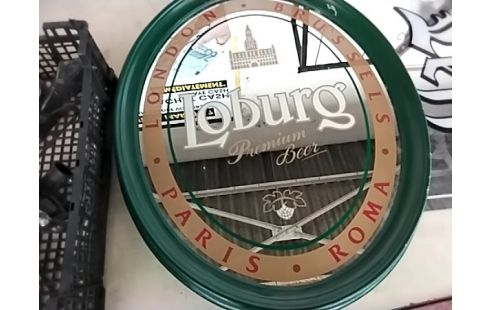 LONDON • BRUSSELS • ROMA • PARIS •
Loburg
Premium
Beer